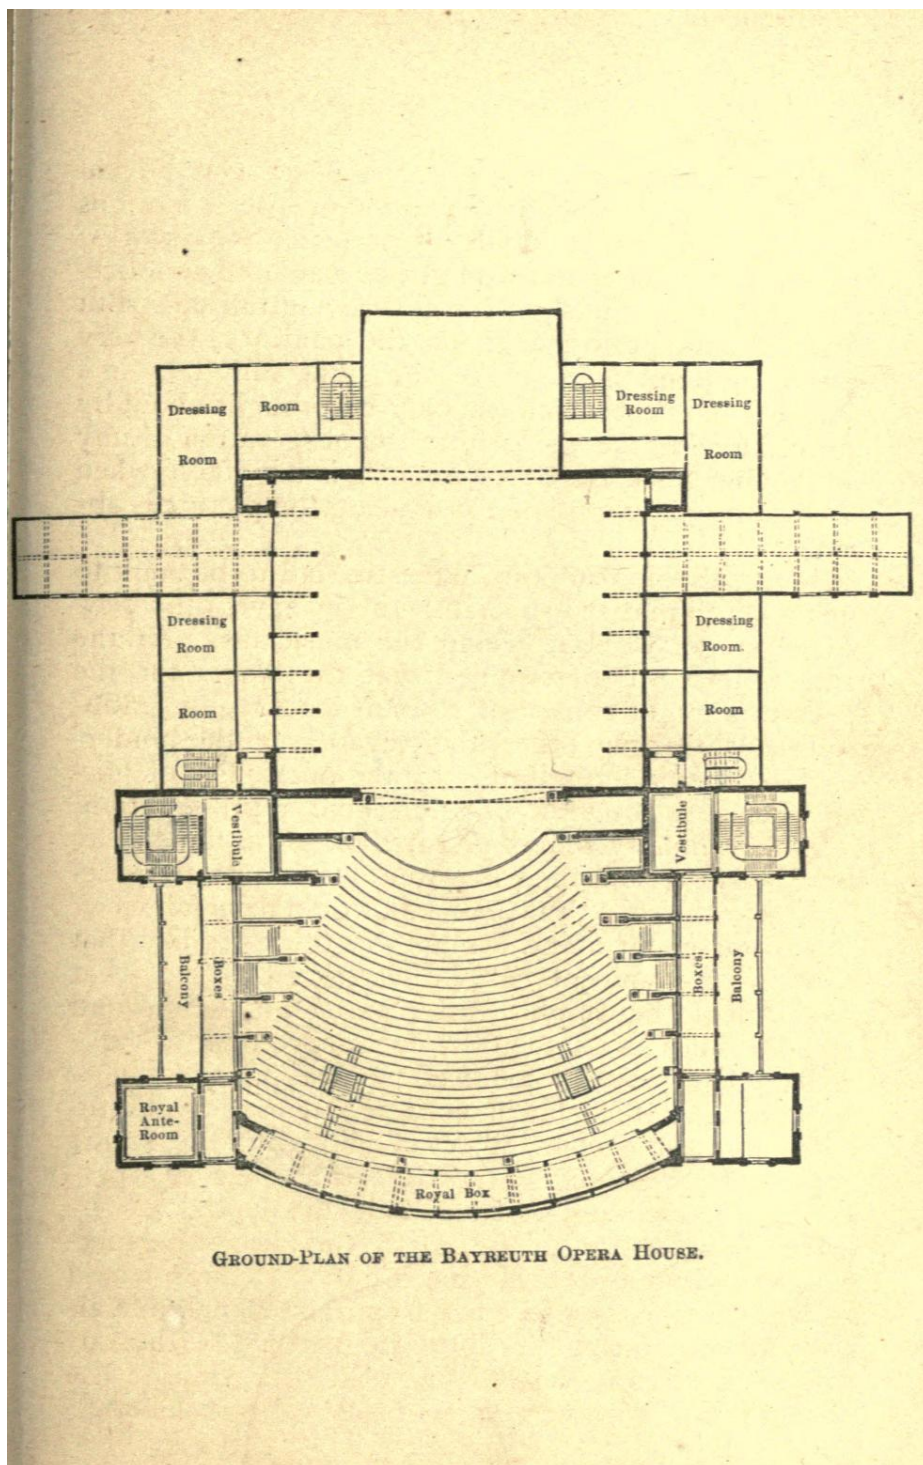 Dressing
Room
Room
Dressing
Room
Dressing
Room
Dressing
Room
Room
Dressing
Room.
Room
Vestibule
Vestibule
Balcony
Boxes
Boxes
Balcony
Royal
Ante-
Room
Royal Box
GROUND-PLAN OF THE BAYREUTH OPERA HOUSE.